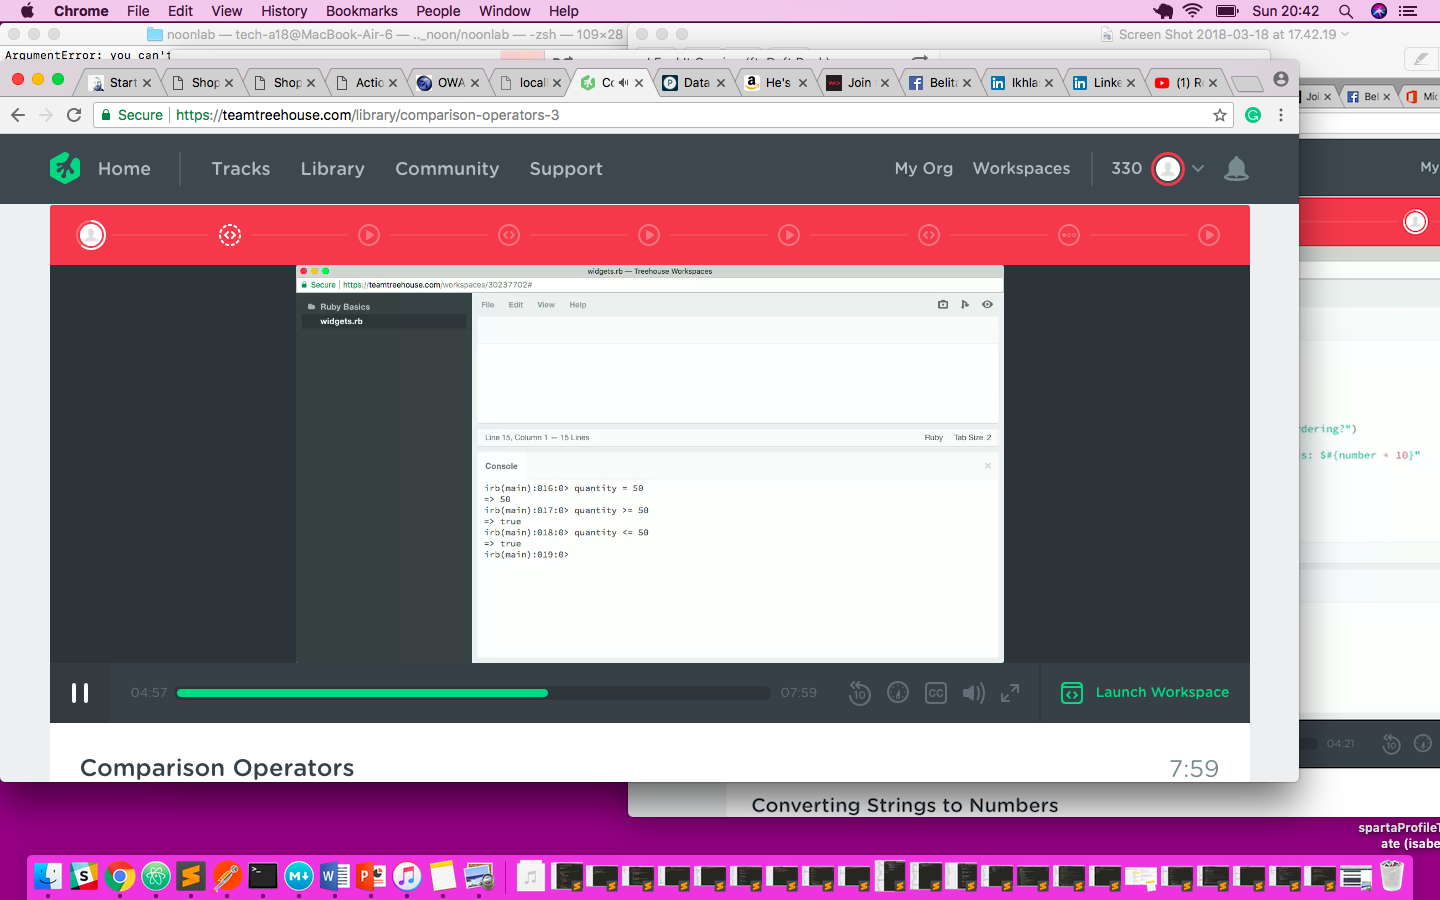 Chrome File Edit View History Bookmarks People Window Help Sun 20:42
noonlab — tech-a18@MacBook-Air-6 — .._noon/noonlab — -zsh — 109×28
Screen Shot 2018-03-18 at 17.42.19
ArgumentError: you can't
Start Shop Shop Actio OWA locall Co Data He's Join Belita Ikhla Linke (1) R
Joi Bel Mic
Secure https://teamtreehouse.com/library/comparison-operators-3
Home Tracks Library Community Support My Org Workspaces 330
My
widgets.rb — Treehouse Workspaces
Secure https://teamtreehouse.com/workspaces/30237702#
Ruby Basics
widgets.rb
File Edit View Help
Line 15, Column 1 — 15 Lines Ruby Tab Size 2
Console
irb(main):016:0> quantity = 50
=> 50
irb(main):017:0> quantity >= 50
=> true
irb(main):018:0> quantity <= 50
=> true
irb(main):019:0>
dering?")
s: $#{number * 10}"
04:57 07:59 10 CC Launch Workspace
04:21 10
Comparison Operators 7:59
Converting Strings to Numbers
spartaProfileT
ate (isabe